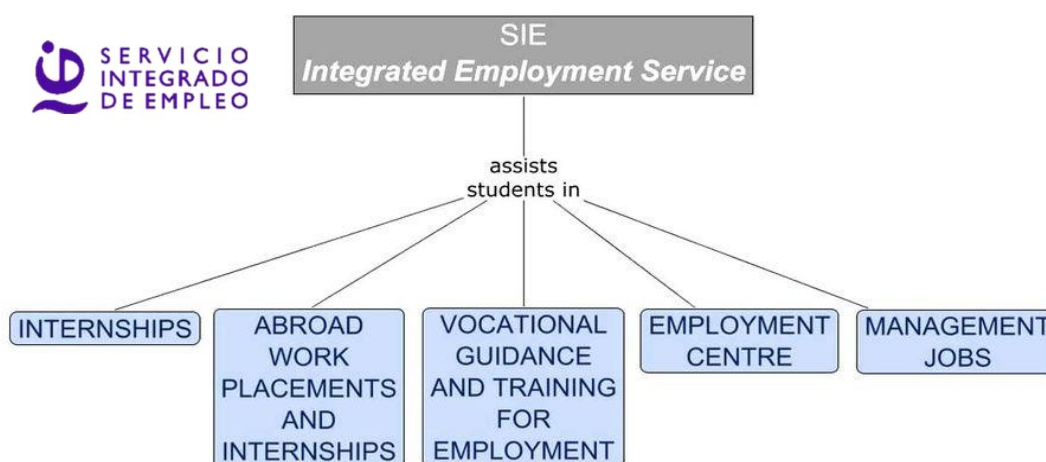 SERVICIO
INTEGRADO
DE EMPLEO
SIE
Integrated Employment Service
assists
students in
INTERNSHIPS
ABROAD
WORK
PLACEMENTS
AND
INTERNSHIPS
VOCATIONAL
GUIDANCE
AND TRAINING
FOR
EMPLOYMENT
EMPLOYMENT
CENTRE
MANAGEMENT
JOBS